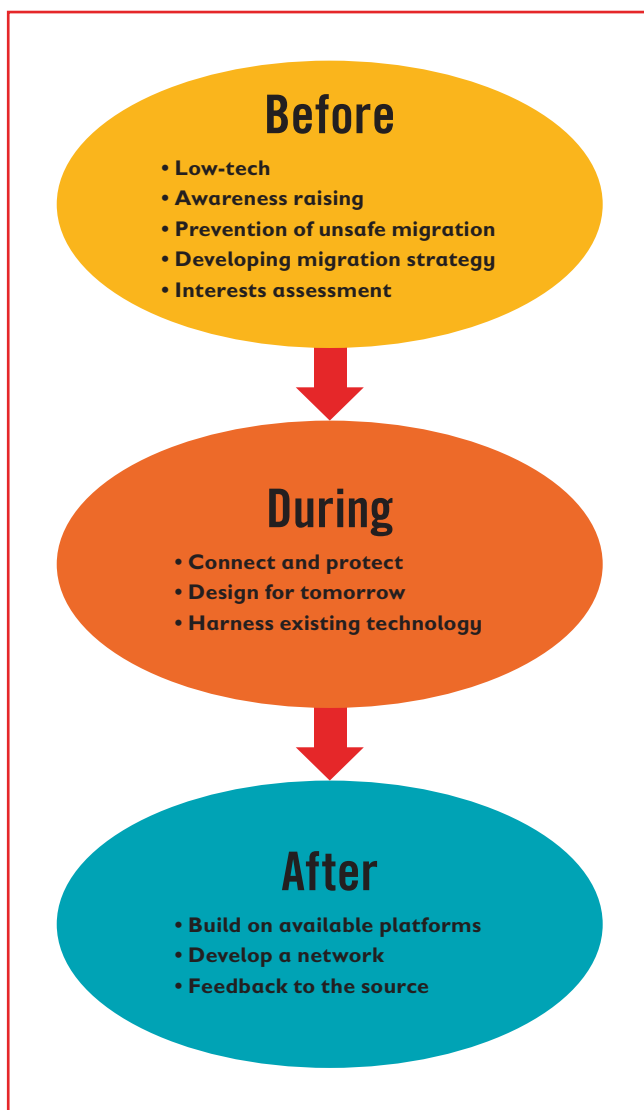 Before
• Low-tech
• Awareness raising
• Prevention of unsafe migration
• Developing migration strategy
• Interests assessment
During
• Connect and protect
• Design for tomorrow
• Harness existing technology
After
• Build on available platforms
• Develop a network
• Feedback to the source